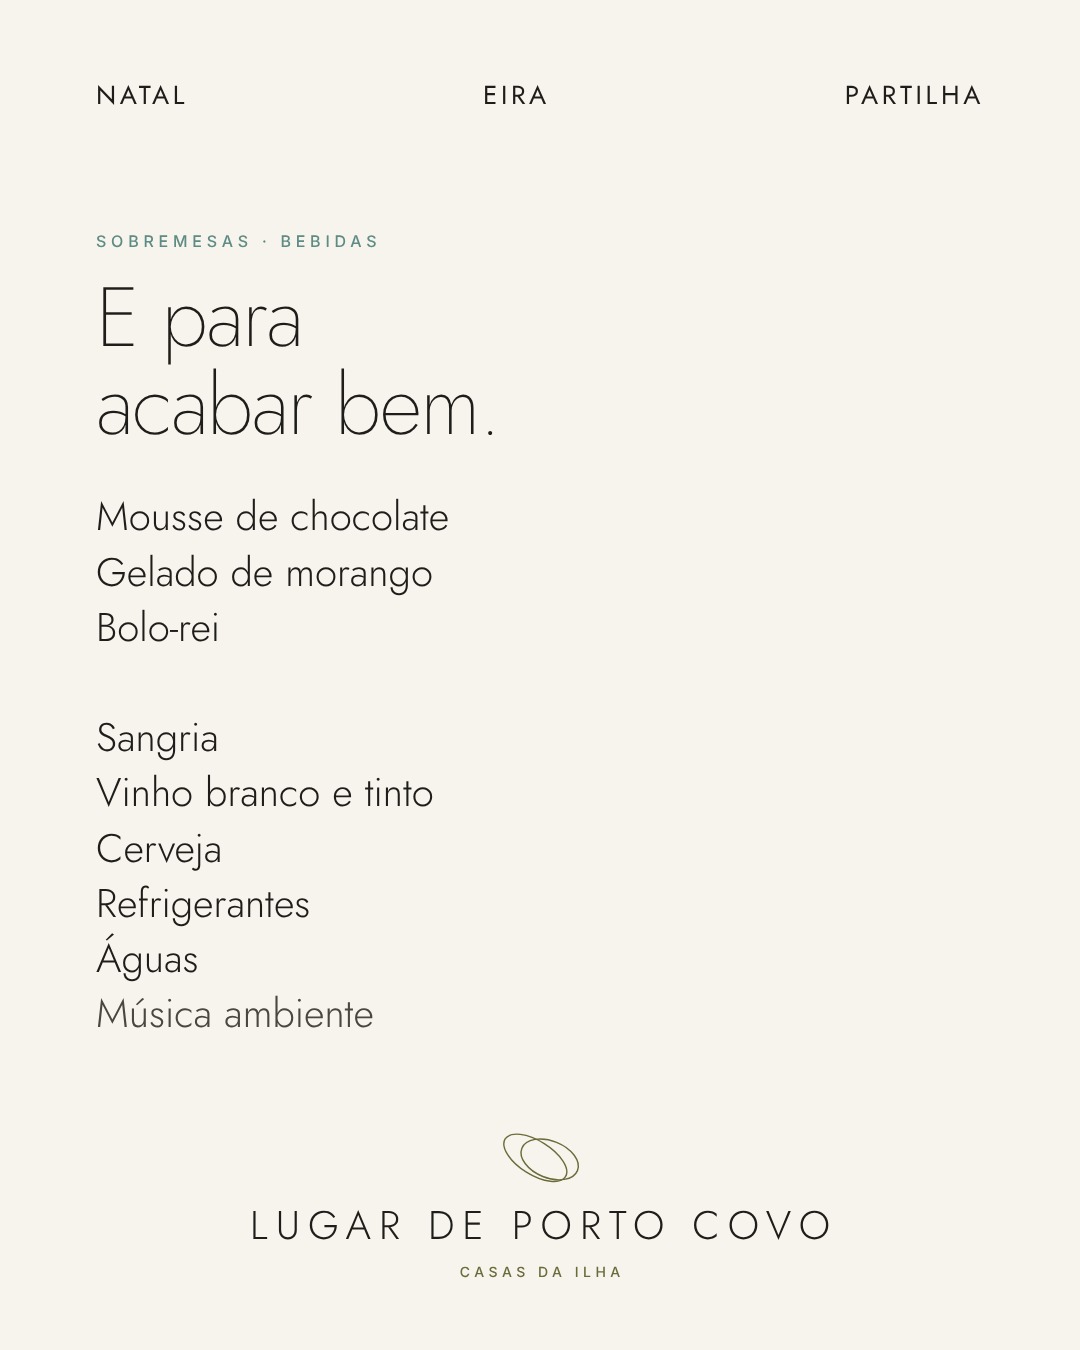 NATAL EIRA PARTILHA
SOBREMESAS · BEBIDAS
E para
acabar bem.
Mousse de chocolate
Gelado de morango
Bolo-rei
Sangria
Vinho branco e tinto
Cerveja
Refrigerantes
Águas
Música ambiente
LUGAR DE PORTO COVO
CASAS DA ILHA